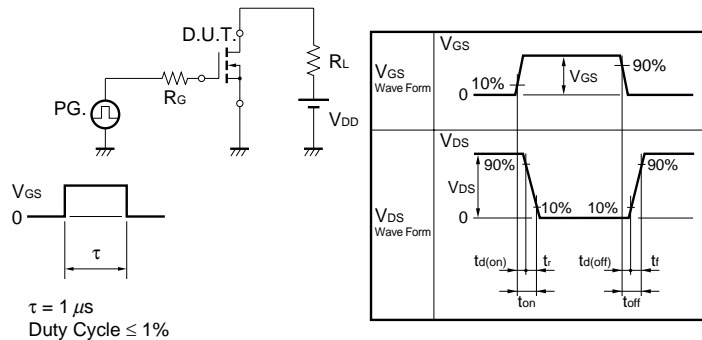 D.U.T.
RL
RG
PG.
VDD
VGS
0
τ
τ = 1 μs
Duty Cycle ≤ 1%
VGS
Wave Form
VGS
10%
VGS
90%
0
VDS
Wave Form
VDS
90%
VDS
10%
10%
90%
0
td(on)
tr
td(off)
tf
ton
toff